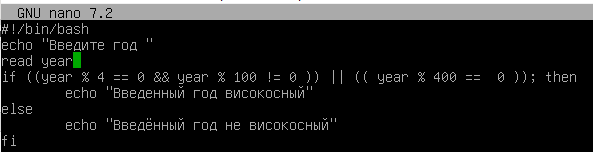 GNU nano 7.2
#!/bin/bash
echo "Введите год "
read year
if ((year % 4 == 0 && year % 100 != 0 )) || (( year % 400 ==  0 )); then
        echo "Введенный год високосный"
else
        echo "Введённый год не високосный"
fi